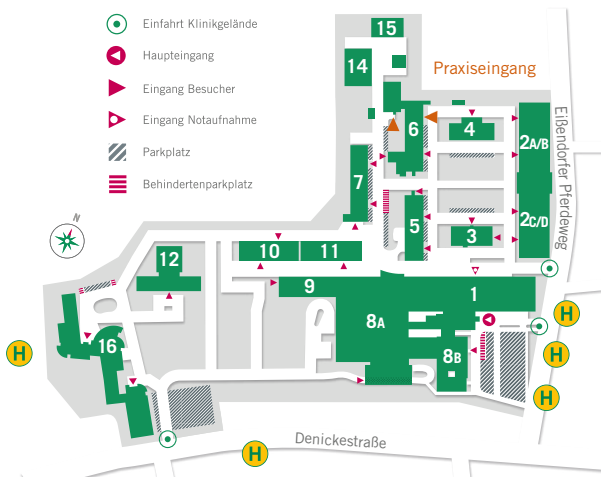 Einfahrt Klinikgelände
Haupteingang
Eingang Besucher
Eingang Notaufnahme
Parkplatz
Behindertenparkplatz
N
15
14
Praxiseingang
6
4
2A/B
Eißendorfer Pferdeweg
7
2C/D
5
3
10
11
12
9
1
8A
8B
16
H
H
H
H
H
Denickestraße